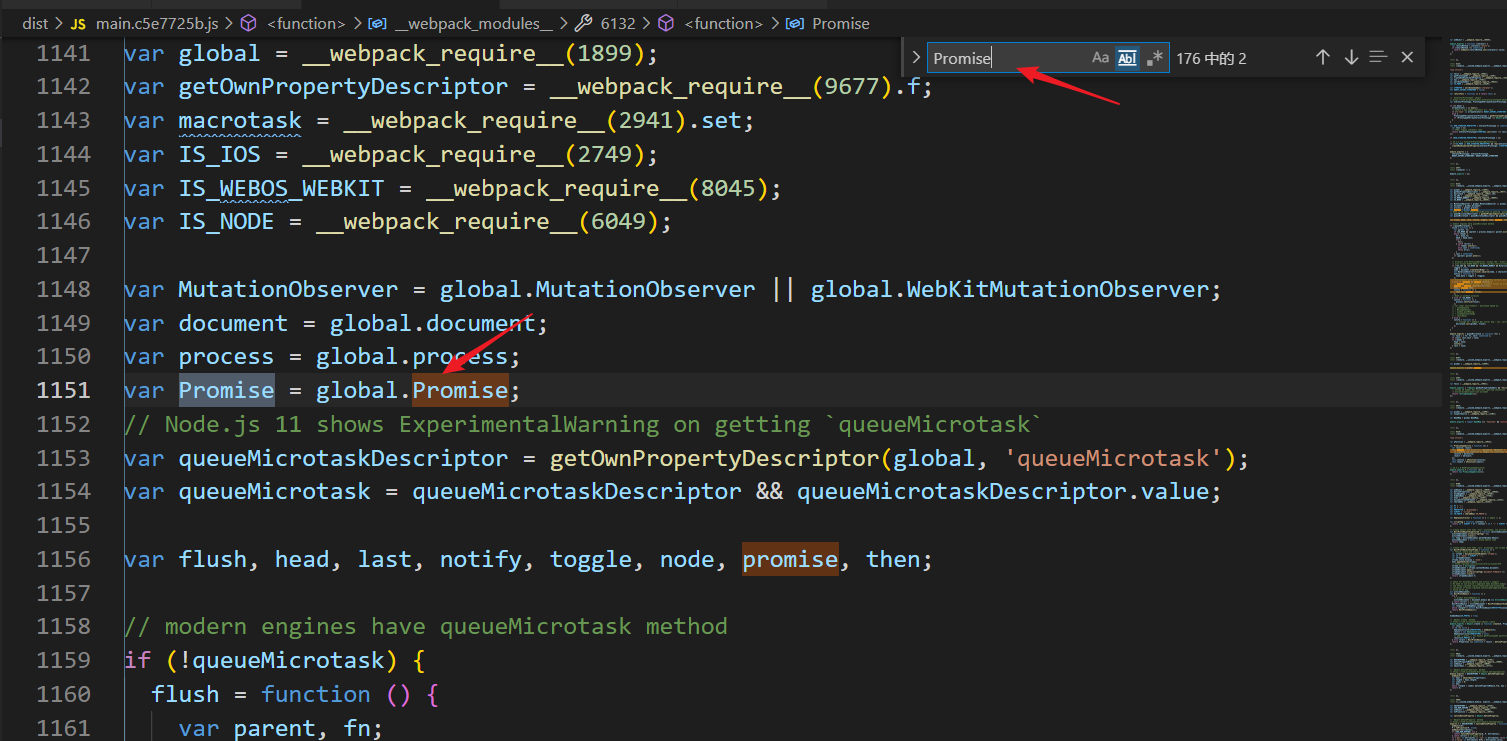 dist > JS main.c5e7725b.js > <function> > __webpack_modules__ > 6132 > <function> > Promise
Promise Aa Abl .* 176 中的 2
1141 var global = __webpack_require__(1899);
1142 var getOwnPropertyDescriptor = __webpack_require__(9677).f;
1143 var macrotask = __webpack_require__(2941).set;
1144 var IS_IOS = __webpack_require__(2749);
1145 var IS_WEBOS_WEBKIT = __webpack_require__(8045);
1146 var IS_NODE = __webpack_require__(6049);
1147
1148 var MutationObserver = global.MutationObserver || global.WebKitMutationObserver;
1149 var document = global.document;
1150 var process = global.process;
1151 var Promise = global.Promise;
1152 // Node.js 11 shows ExperimentalWarning on getting `queueMicrotask`
1153 var queueMicrotaskDescriptor = getOwnPropertyDescriptor(global, 'queueMicrotask');
1154 var queueMicrotask = queueMicrotaskDescriptor && queueMicrotaskDescriptor.value;
1155
1156 var flush, head, last, notify, toggle, node, promise, then;
1157
1158 // modern engines have queueMicrotask method
1159 if (!queueMicrotask) {
1160 flush = function () {
1161 var parent, fn;